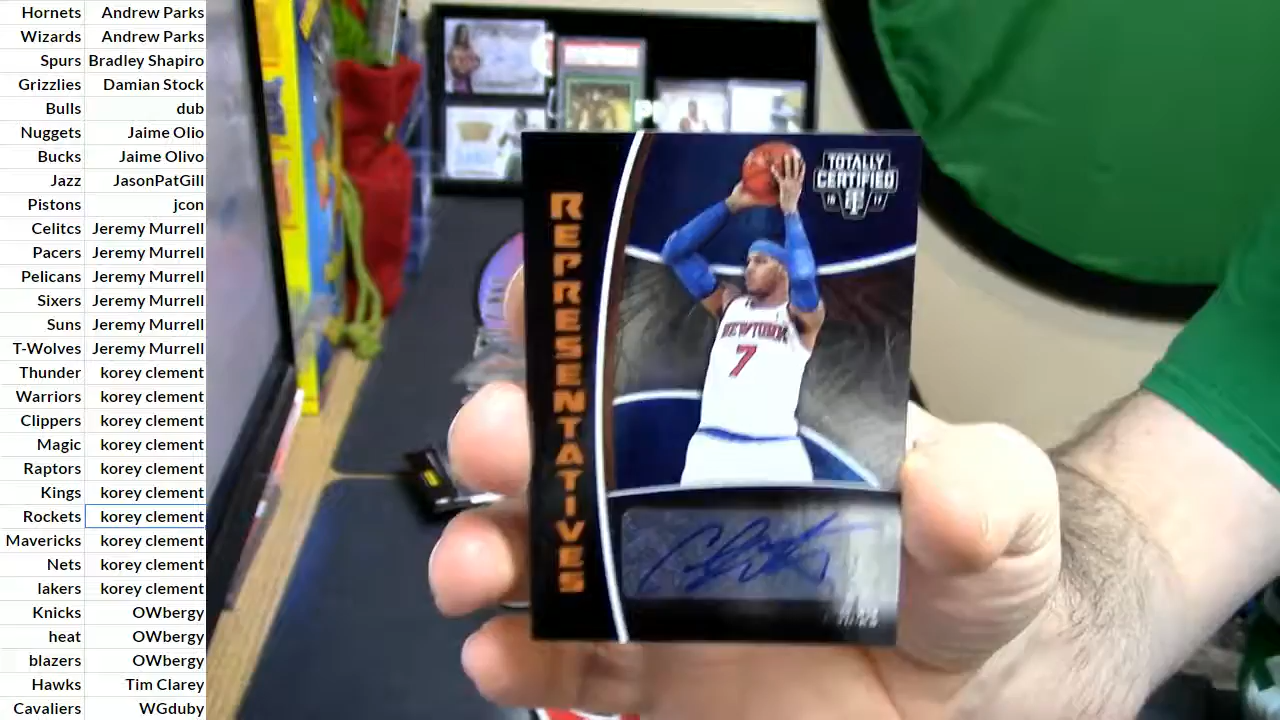 Hornets Andrew Parks
Wizards Andrew Parks
Spurs Bradley Shapiro
Grizzlies Damian Stock
Bulls dub
Nuggets Jaime Olio
Bucks Jaime Olivo
Jazz JasonPatGill
Pistons jcon
Celitcs Jeremy Murrell
Pacers Jeremy Murrell
Pelicans Jeremy Murrell
Sixers Jeremy Murrell
Suns Jeremy Murrell
T-Wolves Jeremy Murrell
Thunder korey clement
Warriors korey clement
Clippers korey clement
Magic korey clement
Raptors korey clement
Kings korey clement
Rockets korey clement
Mavericks korey clement
Nets korey clement
lakers korey clement
Knicks OWbergy
heat OWbergy
blazers OWbergy
Hawks Tim Clarey
Cavaliers WGduby
REPRESENTATIVES
TOTALLY
CERTIFIED
16 17
NEW YORK
7